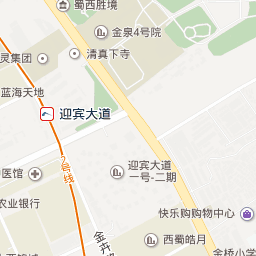 蜀西胜境
金泉4号院
清真下寺
灵集团
蓝海天地
迎宾大道
2号线
医馆
迎宾大道
一号-二期
农业银行
快乐购购物中心
金卉
西蜀皓月
金桥小学